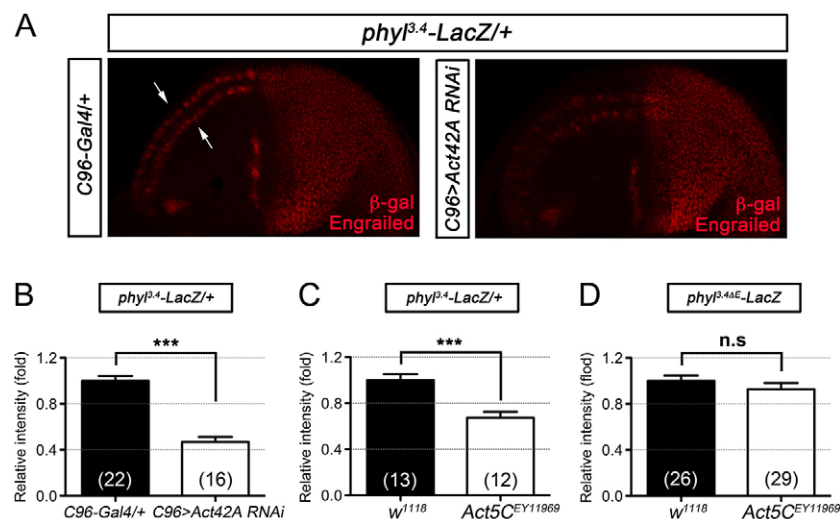 A
phyl3.4-LacZ/+
C96-Gal4/+
β-gal
Engrailed
C96>Act42A RNAi
β-gal
Engrailed
B
phyl3.4-LacZ/+
Relative intensity (fold)
1.2
0.8
0.4
0.0
***
(22)
(16)
C96-Gal4/+
C96>Act42A RNAi
C
phyl3.4-LacZ/+
Relative intensity (fold)
1.2
0.8
0.4
0.0
***
(13)
(12)
w1118
Act5CEY11969
D
phyl3.4ΔE-LacZ
Relative intensity (flod)
1.2
0.8
0.4
0.0
n.s
(26)
(29)
w1118
Act5CEY11969